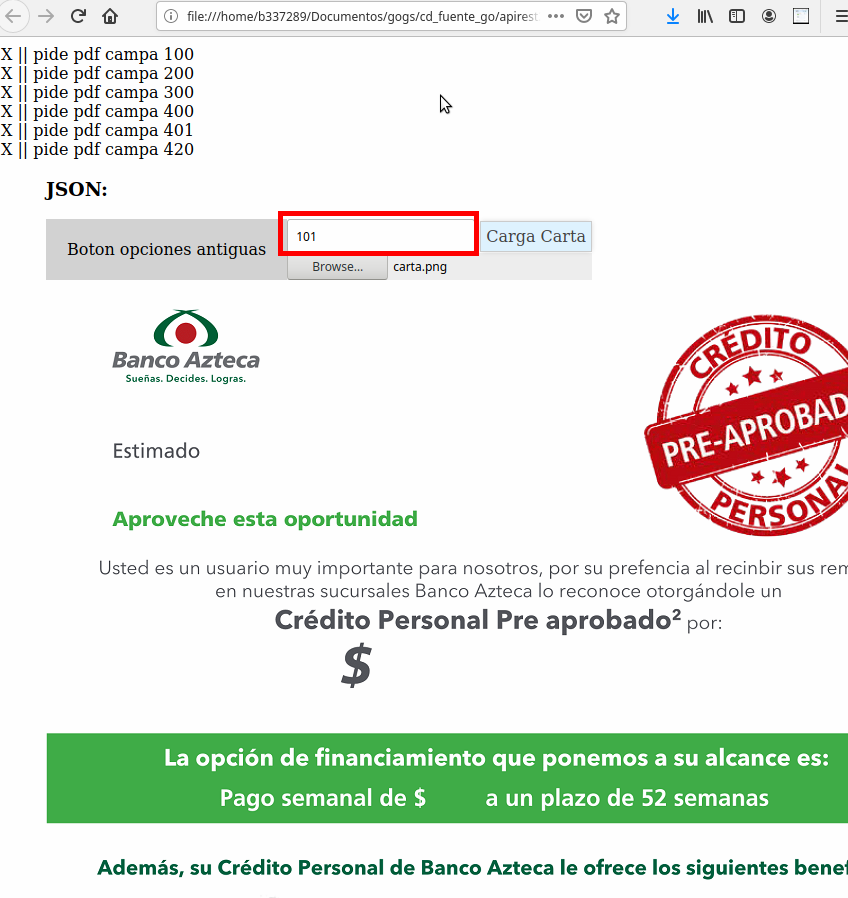 file:///home/b337289/Documentos/gogs/cd_fuente_go/apirest
X || pide pdf campa 100
X || pide pdf campa 200
X || pide pdf campa 300
X || pide pdf campa 400
X || pide pdf campa 401
X || pide pdf campa 420
JSON:
Boton opciones antiguas
101
Carga Carta
Browse...
carta.png
Banco Azteca
Sueñas. Decides. Logras.
CRÉDITO
PRE-APROBAD
PERSONAL
Estimado
Aproveche esta oportunidad
Usted es un usuario muy importante para nosotros, por su prefencia al recinbir sus rem
en nuestras sucursales Banco Azteca lo reconoce otorgándole un
Crédito Personal Pre aprobado² por:
$
La opción de financiamiento que ponemos a su alcance es:
Pago semanal de $ a un plazo de 52 semanas
Además, su Crédito Personal de Banco Azteca le ofrece los siguientes benef